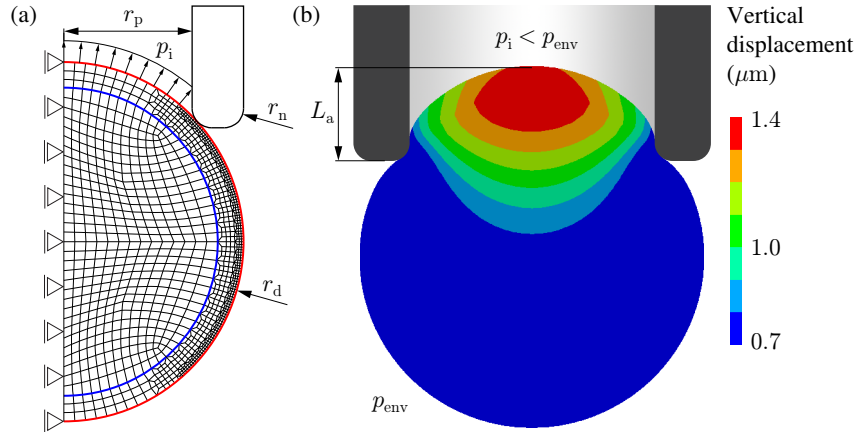 (a)
r_p
p_i
r_n
r_d
(b)
p_i < p_env
L_a
p_env
Vertical
displacement
(μm)
1.4
1.0
0.7